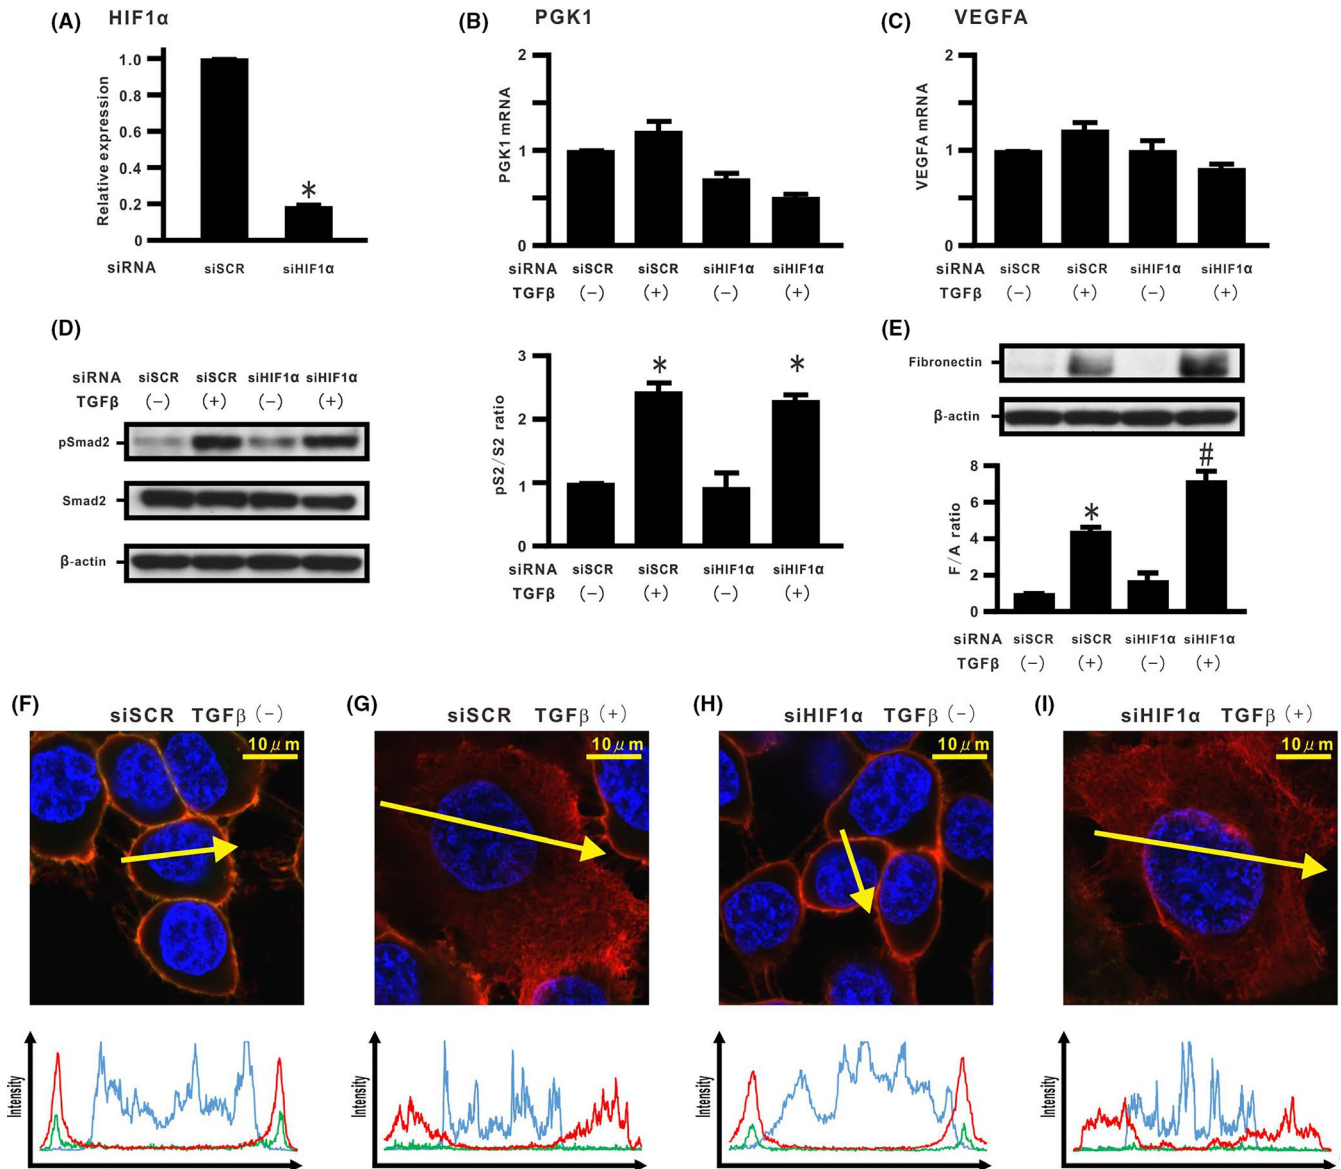 (A) HIF1α
Relative expression
1.0
0.8
0.6
0.4
0.2
0
*
siRNA siSCR siHIF1α
(B) PGK1
PGK1 mRNA
2
1
0
siRNA siSCR siSCR siHIF1α siHIF1α
TGFβ (−) (+) (−) (+)
(C) VEGFA
VEGFA mRNA
2
1
0
siRNA siSCR siSCR siHIF1α siHIF1α
TGFβ (−) (+) (−) (+)
(D)
siRNA siSCR siSCR siHIF1α siHIF1α
TGFβ (−) (+) (−) (+)
pSmad2
Smad2
β-actin
pS2/S2 ratio
3
2
1
0
* *
siRNA siSCR siSCR siHIF1α siHIF1α
TGFβ (−) (+) (−) (+)
(E)
Fibronectin
β-actin
F/A ratio
8
6
4
2
0
* #
siRNA siSCR siSCR siHIF1α siHIF1α
TGFβ (−) (+) (−) (+)
(F) siSCR TGFβ (−)
10μm
Intensity
(G) siSCR TGFβ (+)
10μm
Intensity
(H) siHIF1α TGFβ (−)
10μm
Intensity
(I) siHIF1α TGFβ (+)
10μm
Intensity